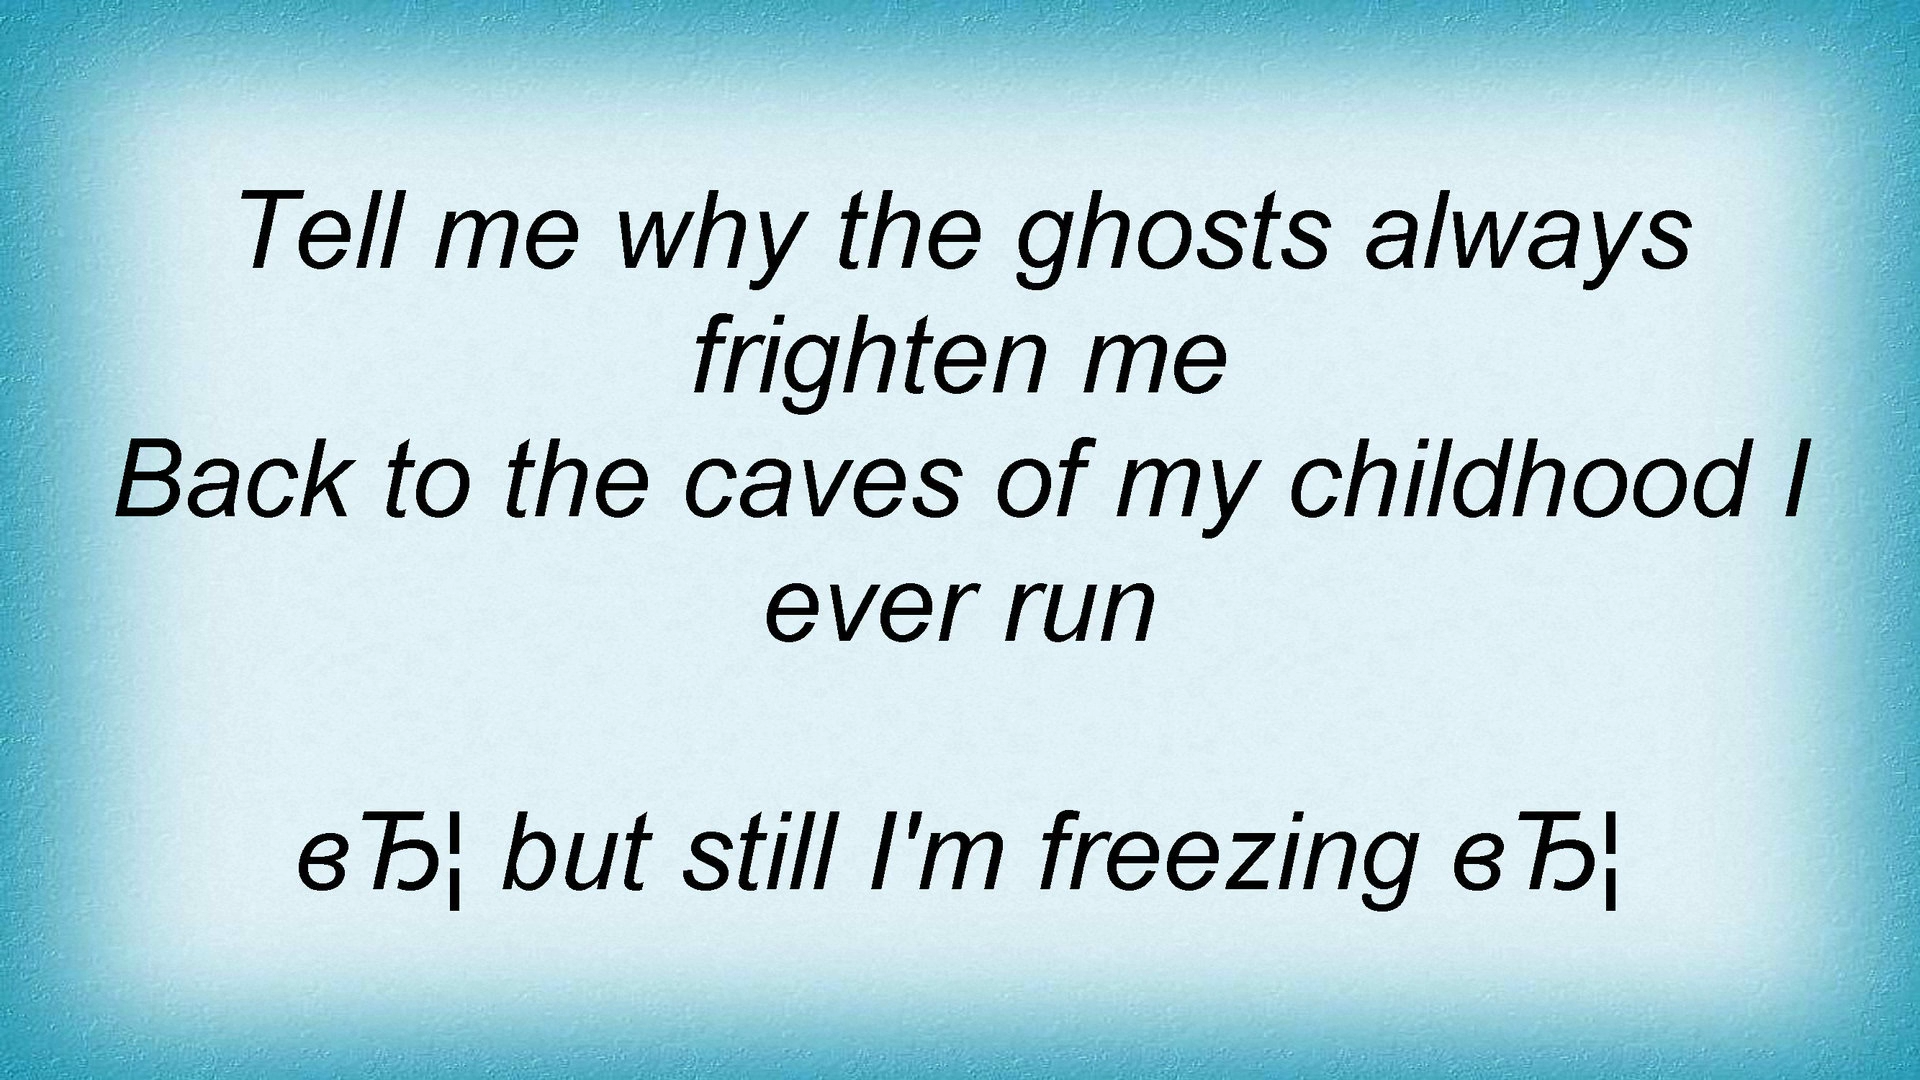 Tell me why the ghosts always
frighten me
Back to the caves of my childhood I
ever run
вЂ¦ but still I'm freezing вЂ¦